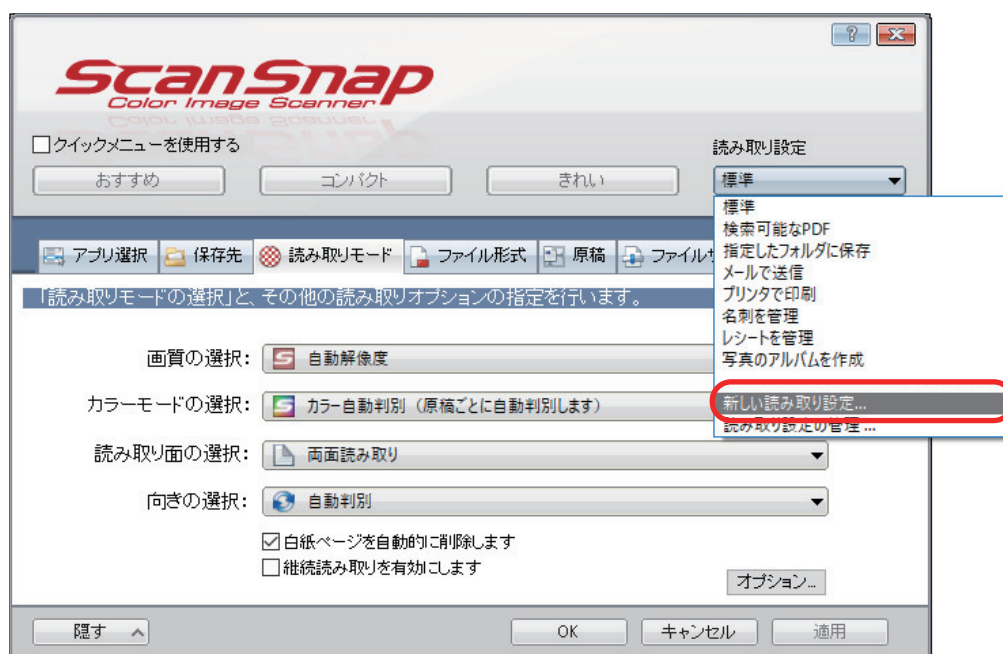 ScanSnap
Color Image Scanner
クイックメニューを使用する
読み取り設定
おすすめ
コンパクト
きれい
標準
標準
検索可能なPDF
指定したフォルダに保存
メールで送信
プリンタで印刷
名刺を管理
レシートを管理
写真のアルバムを作成
新しい読み取り設定...
読み取り設定の管理 ...
アプリ選択
保存先
読み取りモード
ファイル形式
原稿
ファイルサ
「読み取りモードの選択」と、その他の読み取りオプションの指定を行います。
画質の選択:
自動解像度
カラーモードの選択:
カラー自動判別（原稿ごとに自動判別します）
読み取り面の選択:
両面読み取り
向きの選択:
自動判別
白紙ページを自動的に削除します
継続読み取りを有効にします
オプション...
隠す
OK
キャンセル
適用